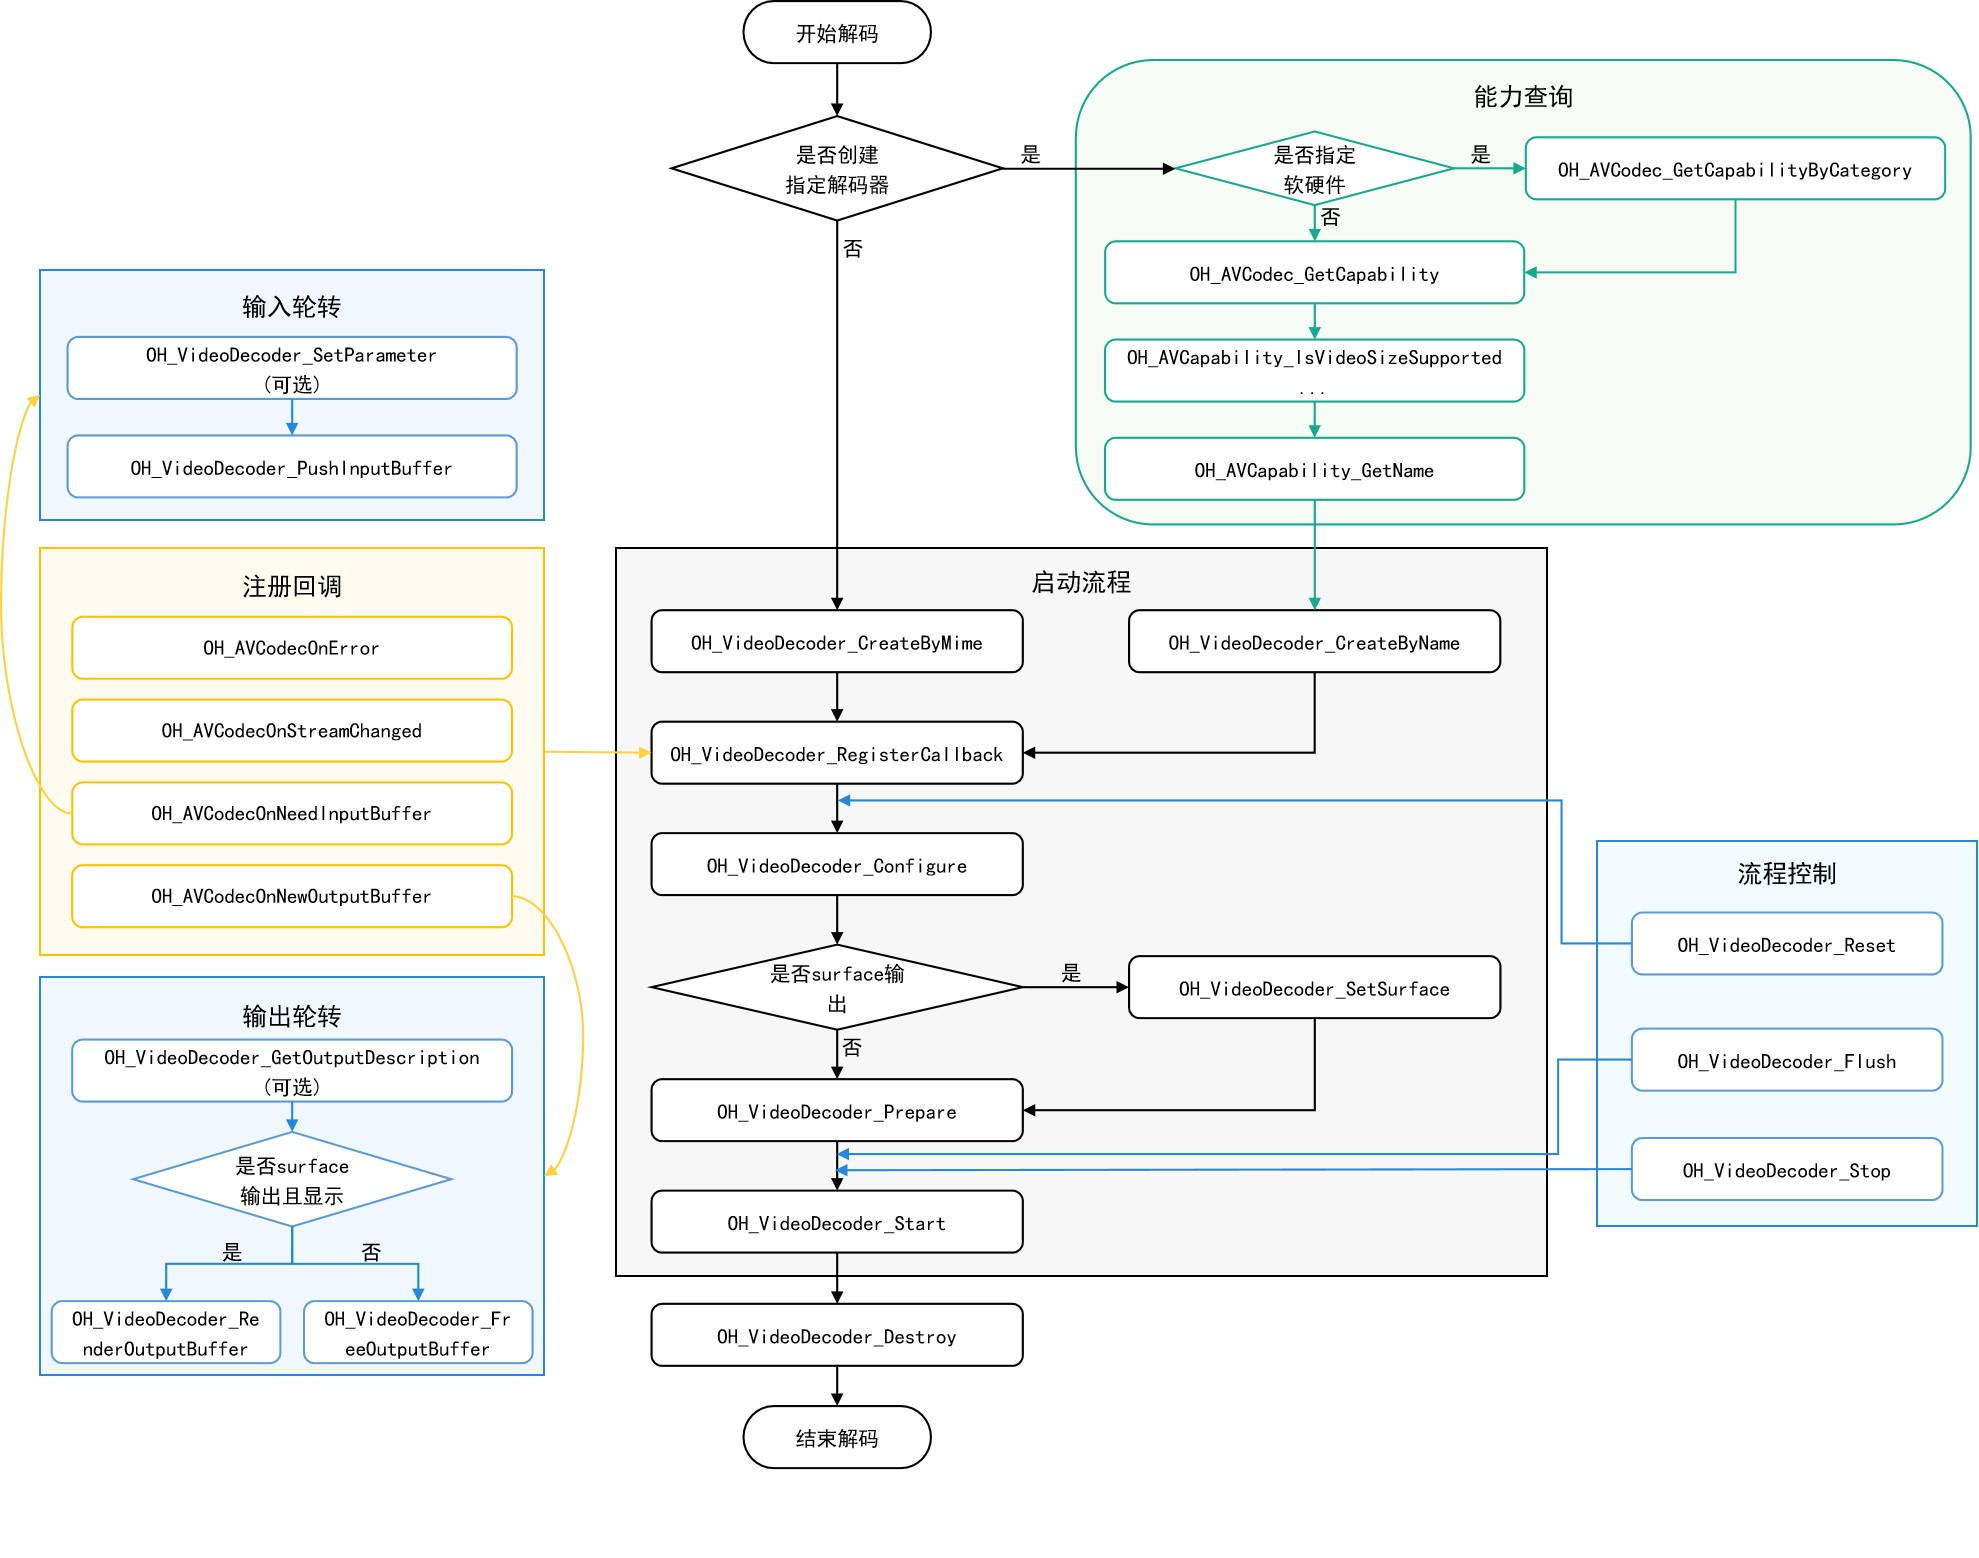 开始解码
是否创建
指定解码器
是
否
能力查询
是否指定
软硬件
是
OH_AVCodec_GetCapabilityByCategory
否
OH_AVCodec_GetCapability
OH_AVCapability_IsVideoSizeSupported
...
OH_AVCapability_GetName
输入轮转
OH_VideoDecoder_SetParameter
(可选)
OH_VideoDecoder_PushInputBuffer
注册回调
OH_AVCodecOnError
OH_AVCodecOnStreamChanged
OH_AVCodecOnNeedInputBuffer
OH_AVCodecOnNewOutputBuffer
输出轮转
OH_VideoDecoder_GetOutputDescription
(可选)
是否surface
输出且显示
是
否
OH_VideoDecoder_Re
nderOutputBuffer
OH_VideoDecoder_Fr
eeOutputBuffer
启动流程
OH_VideoDecoder_CreateByMime
OH_VideoDecoder_CreateByName
OH_VideoDecoder_RegisterCallback
OH_VideoDecoder_Configure
是否surface输
出
是
OH_VideoDecoder_SetSurface
否
OH_VideoDecoder_Prepare
OH_VideoDecoder_Start
OH_VideoDecoder_Destroy
结束解码
流程控制
OH_VideoDecoder_Reset
OH_VideoDecoder_Flush
OH_VideoDecoder_Stop